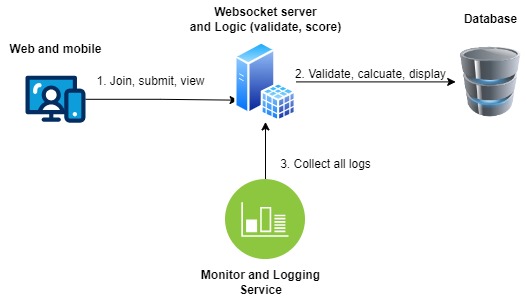 Websocket server
and Logic (validate, score)
Database
Web and mobile
1. Join, submit, view
2. Validate, calcuate, display
3. Collect all logs
Monitor and Logging
Service